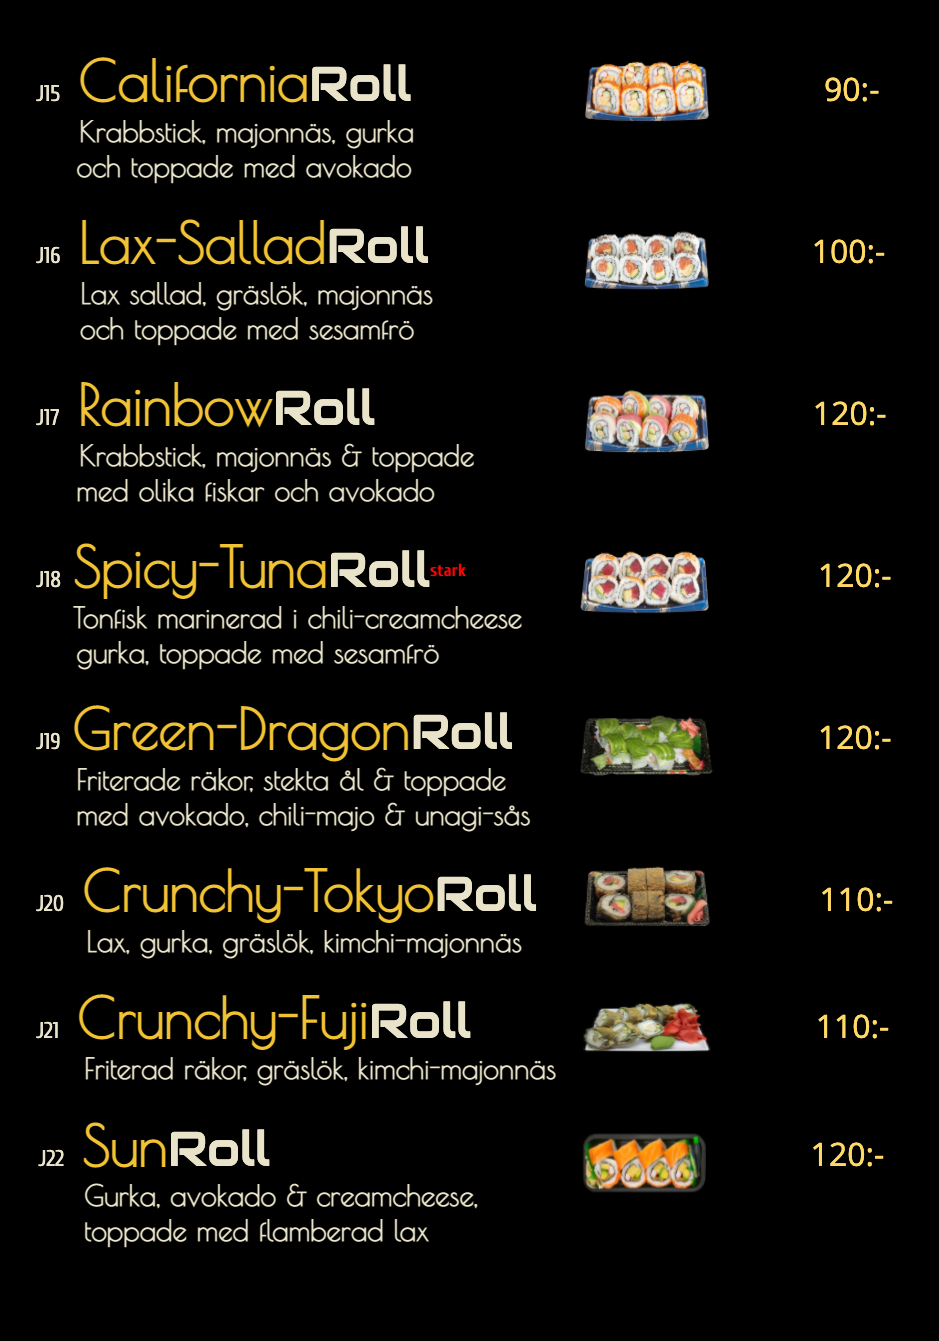 J15 CaliforniaRoll 90:-
Krabbstick, majonnäs, gurka
och toppade med avokado
J16 Lax-SalladRoll 100:-
Lax sallad, gräslök, majonnäs
och toppade med sesamfrö
J17 RainbowRoll 120:-
Krabbstick, majonnäs & toppade
med olika fiskar och avokado
J18 Spicy-TunaRoll stark 120:-
Tonfisk marinerad i chili-creamcheese
gurka, toppade med sesamfrö
J19 Green-DragonRoll 120:-
Friterade räkor, stekta ål & toppade
med avokado, chili-majo & unagi-sås
J20 Crunchy-TokyoRoll 110:-
Lax, gurka, gräslök, kimchi-majonnäs
J21 Crunchy-FujiRoll 110:-
Friterad räkor, gräslök, kimchi-majonnäs
J22 SunRoll 120:-
Gurka, avokado & creamcheese,
toppade med flamberad lax